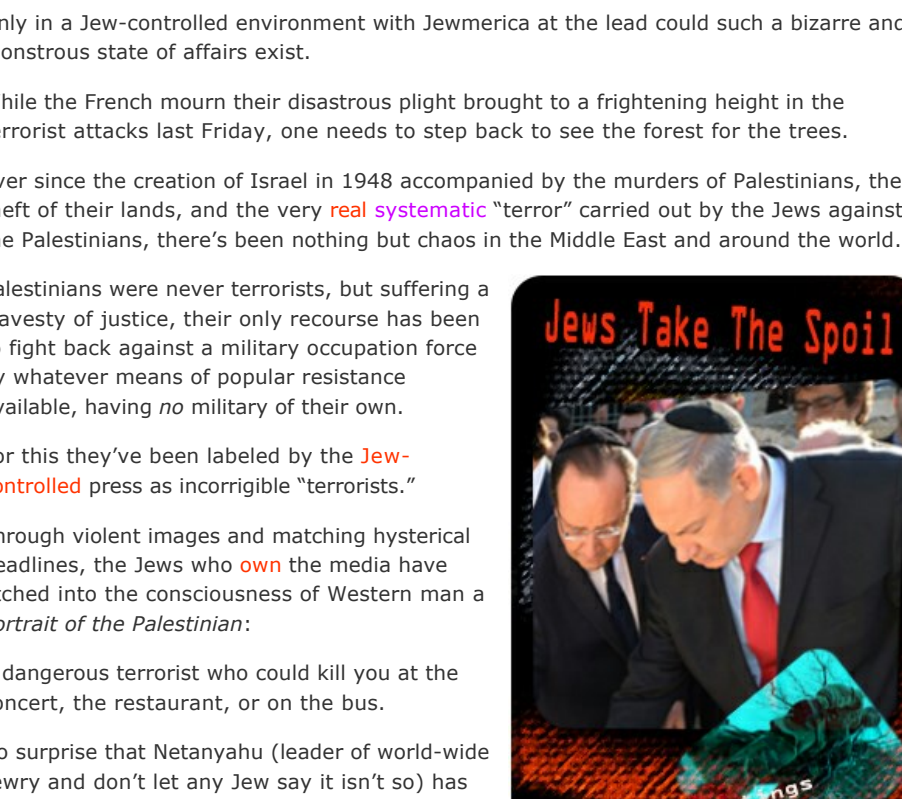 nly in a Jew-controlled environment with Jewmerica at the lead could such a bizarre and
onstrous state of affairs exist.
hile the French mourn their disastrous plight brought to a frightening height in the
errorist attacks last Friday, one needs to step back to see the forest for the trees.
ver since the creation of Israel in 1948 accompanied by the murders of Palestinians, the
eft of their lands, and the very real systematic “terror” carried out by the Jews against
e Palestinians, there’s been nothing but chaos in the Middle East and around the world.
alestinians were never terrorists, but suffering a
avesty of justice, their only recourse has been
o fight back against a military occupation force
y whatever means of popular resistance
vailable, having no military of their own.
or this they’ve been labeled by the Jew-
ontrolled press as incorrigible “terrorists.”
hrough violent images and matching hysterical
eadlines, the Jews who own the media have
tched into the consciousness of Western man a
ortrait of the Palestinian:
dangerous terrorist who could kill you at the
oncert, the restaurant, or on the bus.
o surprise that Netanyahu (leader of world-wide
ewry and don’t let any Jew say it isn’t so) has
Jews Take The Spoil
ings